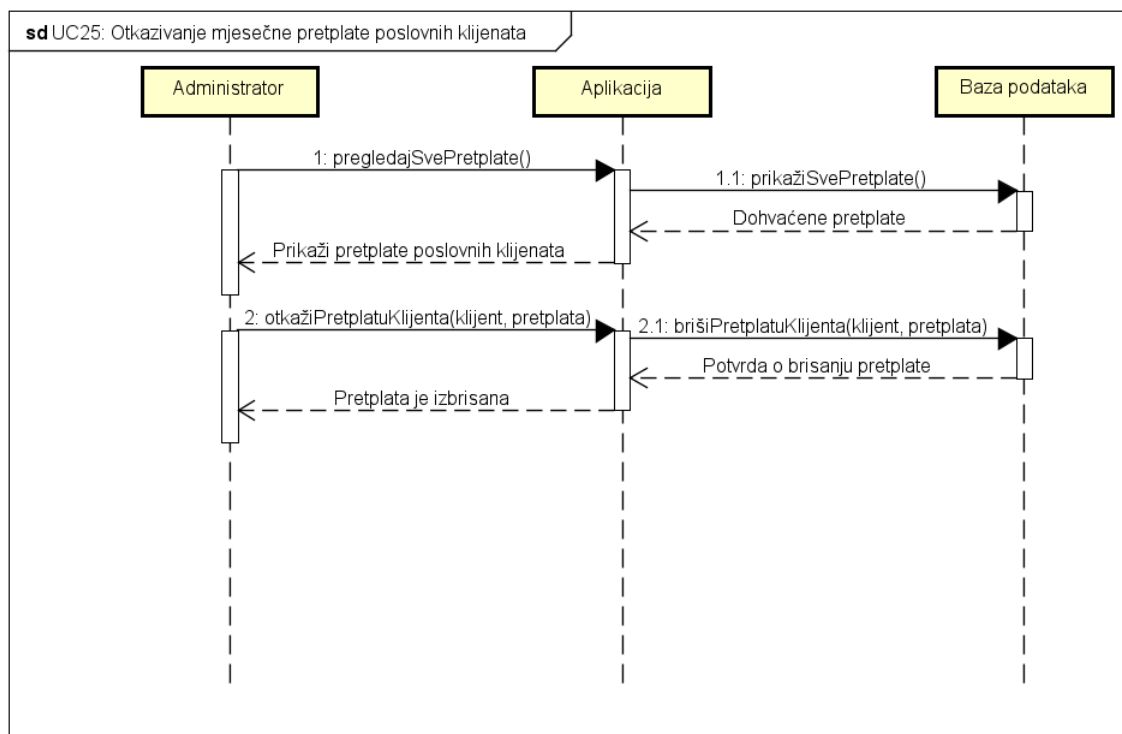 sd UC25: Otkazivanje mjesečne pretplate poslovnih klijenata
Administrator
Aplikacija
Baza podataka
1: pregledajSvePretplate()
1.1: prikažiSvePretplate()
Dohvaćene pretplate
Prikaži pretplate poslovnih klijenata
2: otkažiPretplatuKlijenta(klijent, pretplata)
2.1: brišiPretplatuKlijenta(klijent, pretplata)
Potvrda o brisanju pretplate
Pretplata je izbrisana